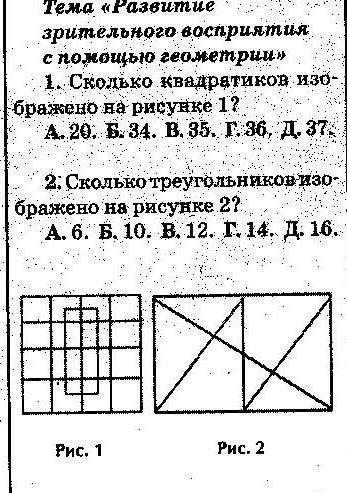 Тема «Развитие
зрительного восприятия
с помощью геометрии»
1. Сколько квадратиков изо-
бражено на рисунке 1?
А. 20. Б. 34. В. 35. Г. 36. Д. 37.
2. Сколько треугольников изо-
бражено на рисунке 2?
А. 6. Б. 10. В. 12. Г. 14. Д. 16.
Рис. 1 Рис. 2